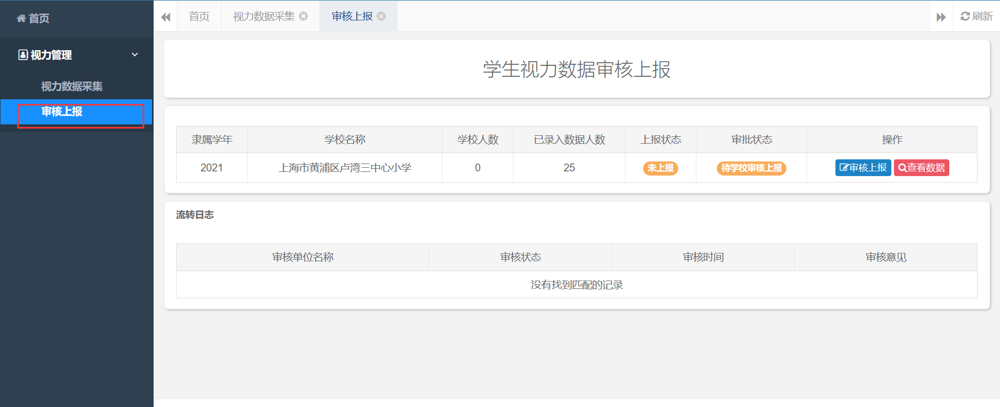 首页
视力管理
视力数据采集
审核上报
首页 视力数据采集 审核上报 刷新
学生视力数据审核上报
隶属学年 学校名称 学校人数 已录入数据人数 上报状态 审批状态 操作
2021 上海市黄浦区卢湾三中心小学 0 25 未上报 待学校审核上报 审核上报 查看数据
流转日志
审核单位名称 审核状态 审核时间 审核意见
没有找到匹配的记录